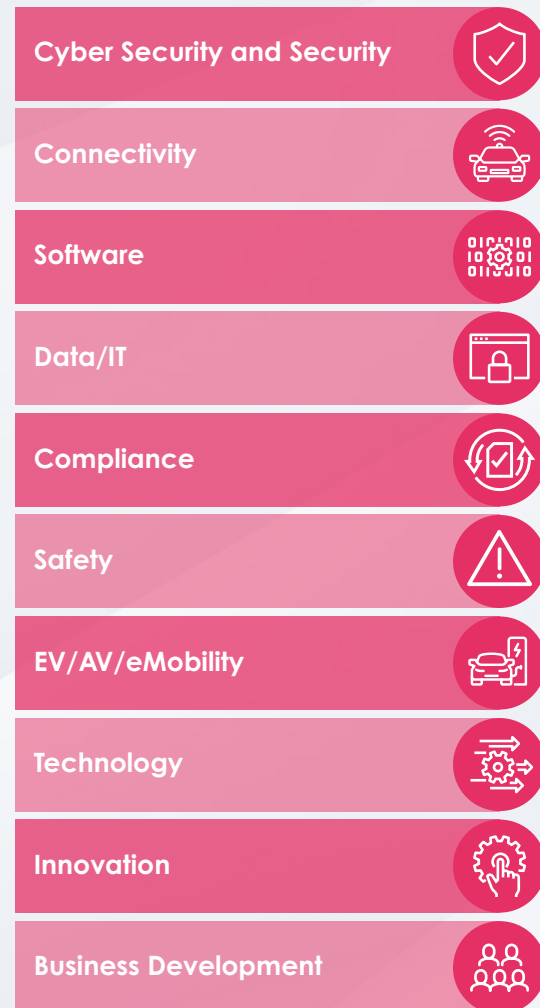 Cyber Security and Security
Connectivity
Software
Data/IT
Compliance
Safety
EV/AV/eMobility
Technology
Innovation
Business Development